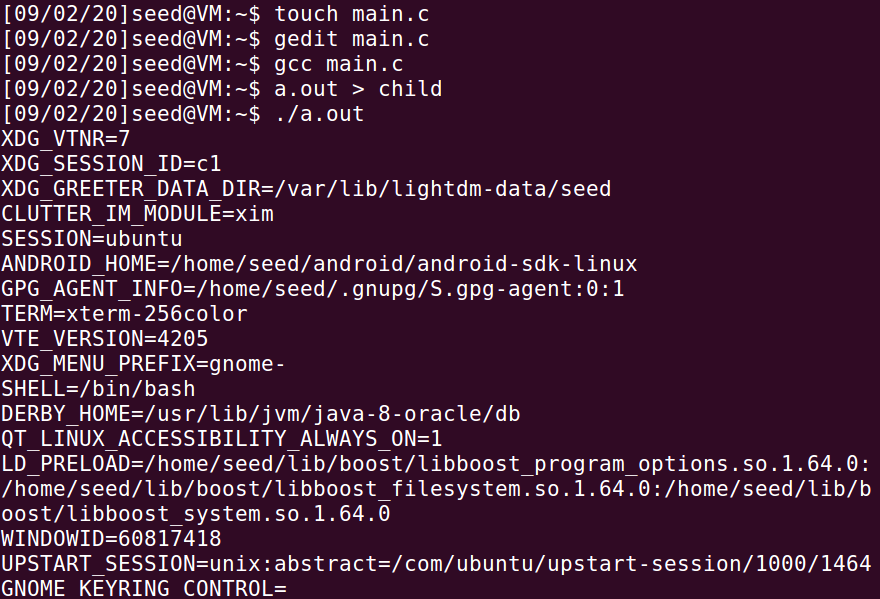 [09/02/20]seed@VM:~$ touch main.c
[09/02/20]seed@VM:~$ gedit main.c
[09/02/20]seed@VM:~$ gcc main.c
[09/02/20]seed@VM:~$ a.out > child
[09/02/20]seed@VM:~$ ./a.out
XDG_VTNR=7
XDG_SESSION_ID=c1
XDG_GREETER_DATA_DIR=/var/lib/lightdm-data/seed
CLUTTER_IM_MODULE=xim
SESSION=ubuntu
ANDROID_HOME=/home/seed/android/android-sdk-linux
GPG_AGENT_INFO=/home/seed/.gnupg/S.gpg-agent:0:1
TERM=xterm-256color
VTE_VERSION=4205
XDG_MENU_PREFIX=gnome-
SHELL=/bin/bash
DERBY_HOME=/usr/lib/jvm/java-8-oracle/db
QT_LINUX_ACCESSIBILITY_ALWAYS_ON=1
LD_PRELOAD=/home/seed/lib/boost/libboost_program_options.so.1.64.0:
/home/seed/lib/boost/libboost_filesystem.so.1.64.0:/home/seed/lib/b
oost/libboost_system.so.1.64.0
WINDOWID=60817418
UPSTART_SESSION=unix:abstract=/com/ubuntu/upstart-session/1000/1464
GNOME_KEYRING_CONTROL=